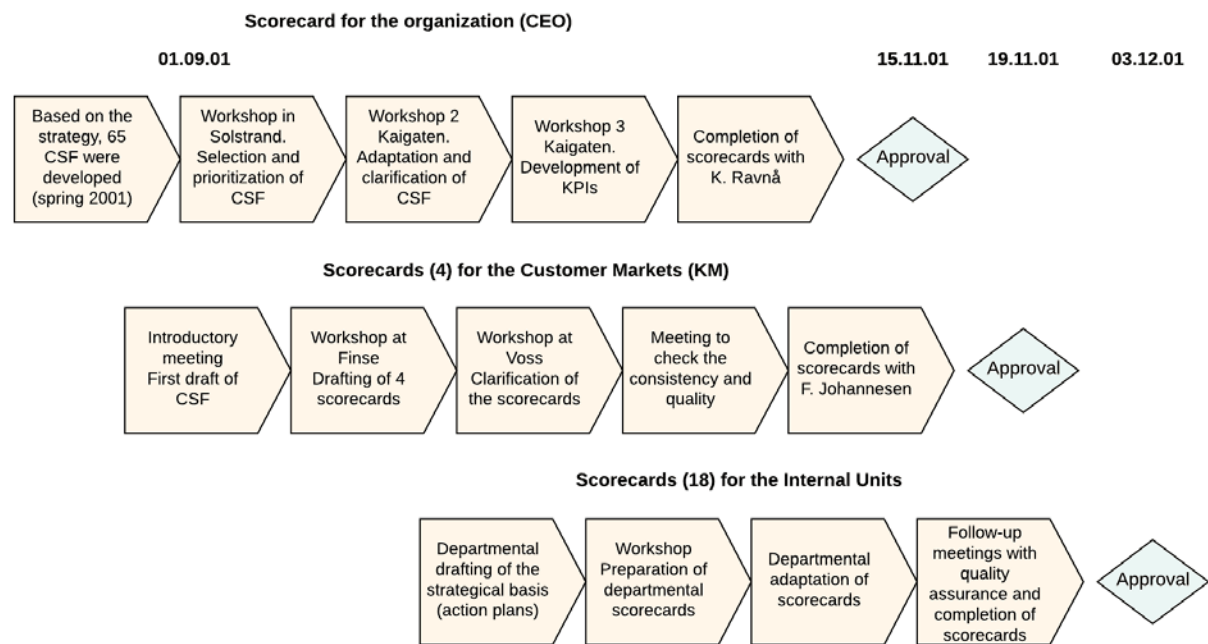 Scorecard for the organization (CEO)
01.09.01
15.11.01
19.11.01
03.12.01
Based on the
strategy, 65
CSF were
developed
(spring 2001)
Workshop in
Solstrand.
Selection and
prioritization of
CSF
Workshop 2
Kaigaten.
Adaptation and
clarification of
CSF
Workshop 3
Kaigaten.
Development of
KPIs
Completion of
scorecards with
K. Ravnå
Approval
Scorecards (4) for the Customer Markets (KM)
Introductory
meeting
First draft of
CSF
Workshop at
Finse
Drafting of 4
scorecards
Workshop at
Voss
Clarification of
the scorecards
Meeting to
check the
consistency and
quality
Completion of
scorecards with
F. Johannesen
Approval
Scorecards (18) for the Internal Units
Departmental
drafting of the
strategical basis
(action plans)
Workshop
Preparation of
departmental
scorecards
Departmental
adaptation of
scorecards
Follow-up
meetings with
quality
assurance and
completion of
scorecards
Approval